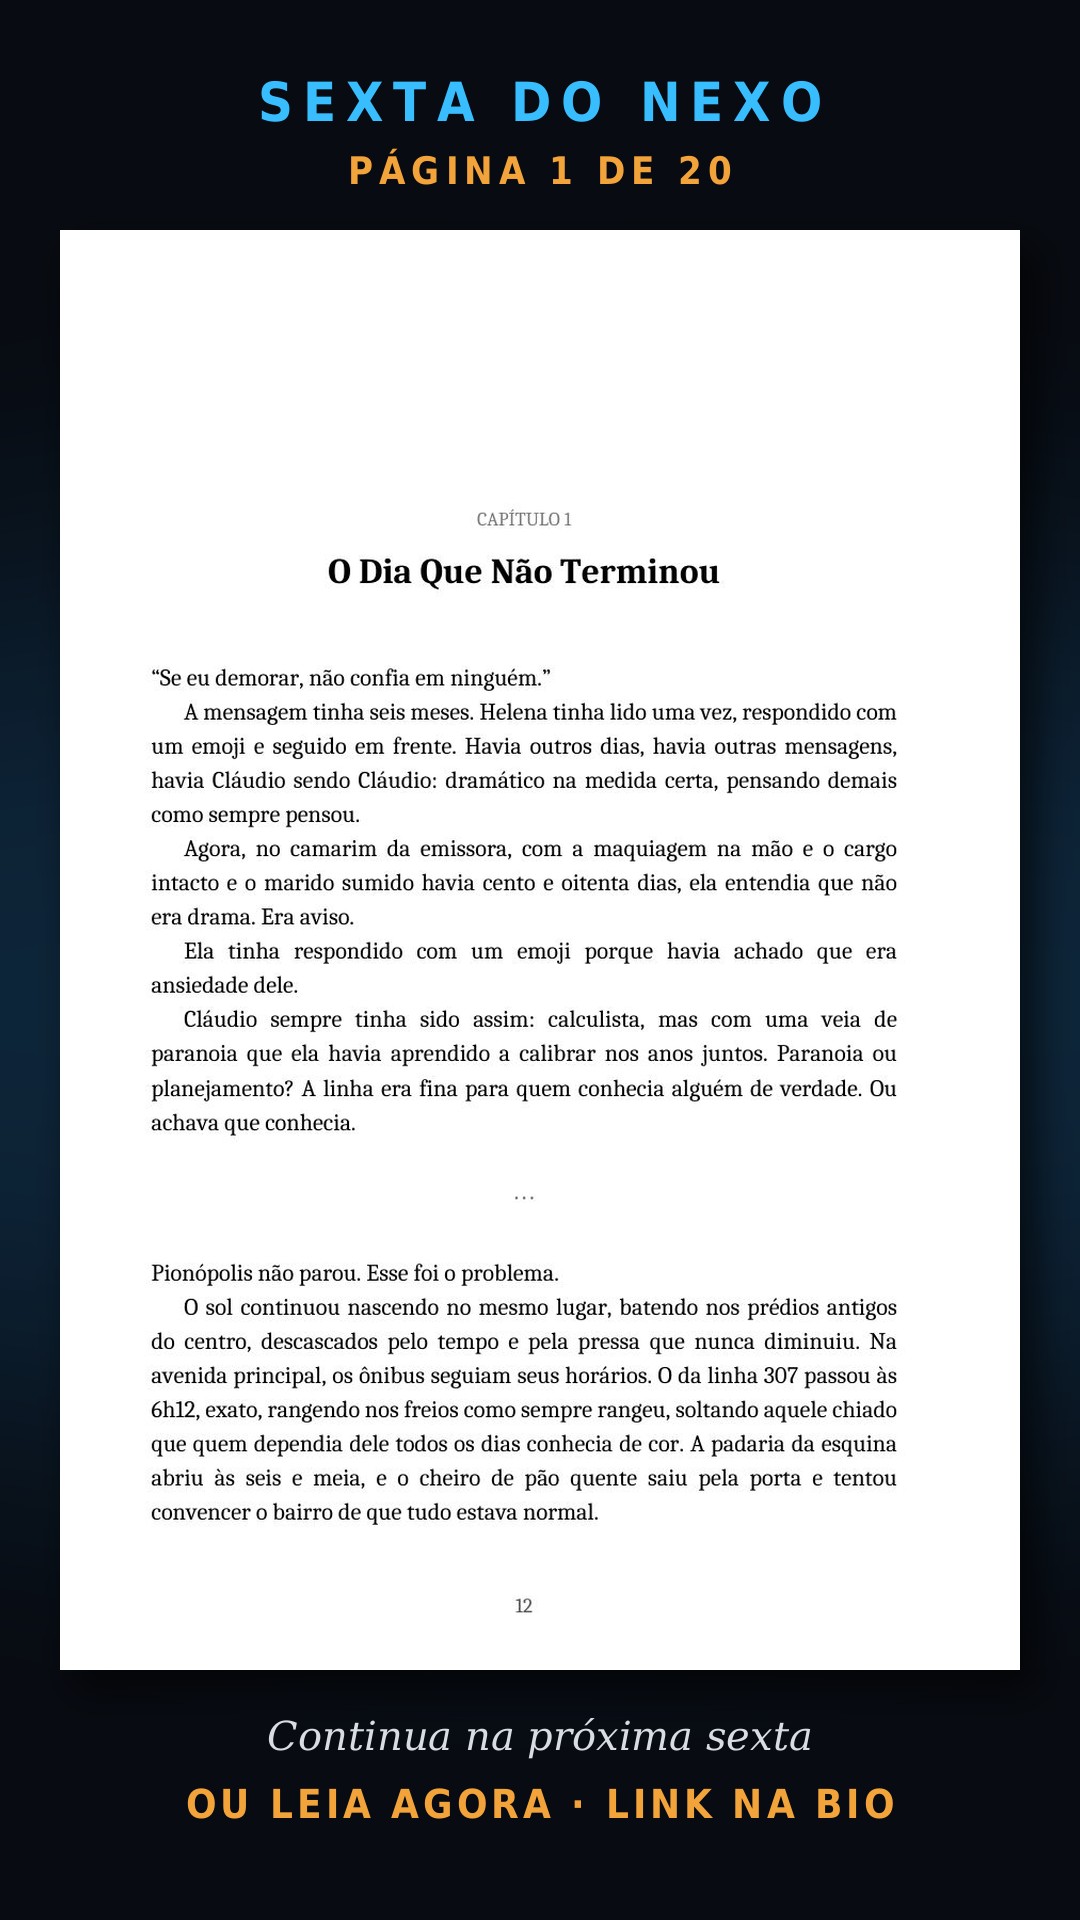 SEXTA DO NEXO
PÁGINA 1 DE 20
CAPÍTULO 1
O Dia Que Não Terminou
“Se eu demorar, não confia em ninguém.”
A mensagem tinha seis meses. Helena tinha lido uma vez, respondido com
um emoji e seguido em frente. Havia outros dias, havia outras mensagens,
havia Cláudio sendo Cláudio: dramático na medida certa, pensando demais
como sempre pensou.
Agora, no camarim da emissora, com a maquiagem na mão e o cargo
intacto e o marido sumido havia cento e oitenta dias, ela entendia que não
era drama. Era aviso.
Ela tinha respondido com um emoji porque havia achado que era
ansiedade dele.
Cláudio sempre tinha sido assim: calculista, mas com uma veia de
paranoia que ela havia aprendido a calibrar nos anos juntos. Paranoia ou
planejamento? A linha era fina para quem conhecia alguém de verdade. Ou
achava que conhecia.
...
Pionópolis não parou. Esse foi o problema.
O sol continuou nascendo no mesmo lugar, batendo nos prédios antigos
do centro, descascados pelo tempo e pela pressa que nunca diminuiu. Na
avenida principal, os ônibus seguiam seus horários. O da linha 307 passou às
6h12, exato, rangendo nos freios como sempre rangeu, soltando aquele chiado
que quem dependia dele todos os dias conhecia de cor. A padaria da esquina
abriu às seis e meia, e o cheiro de pão quente saiu pela porta e tentou
convencer o bairro de que tudo estava normal.
12
Continua na próxima sexta
OU LEIA AGORA · LINK NA BIO